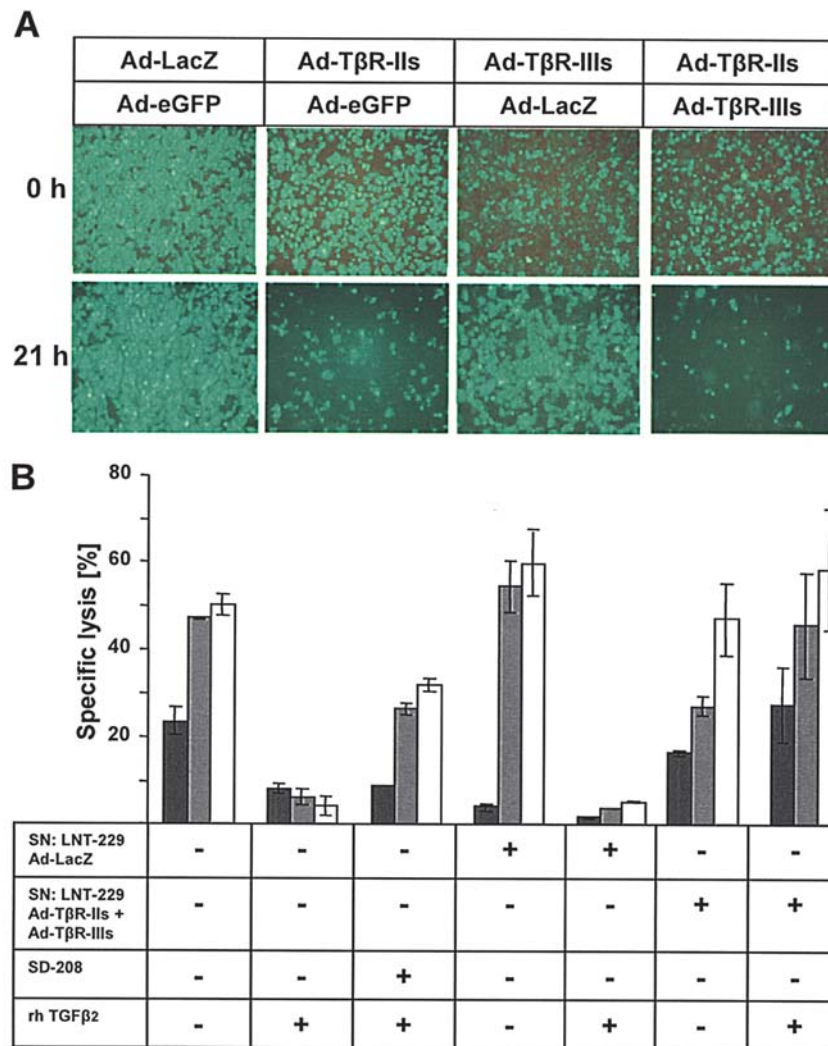 A
Ad-LacZ Ad-TβR-IIs Ad-TβR-IIIs Ad-TβR-IIs
Ad-eGFP Ad-eGFP Ad-LacZ Ad-TβR-IIIs
0 h
21 h
B
80
60
40
20
Specific lysis [%]
SN: LNT-229
Ad-LacZ
- - - + + - -
SN: LNT-229
Ad-TβR-IIs +
Ad-TβR-IIIs
- - - - - + +
SD-208 - - + - - - -
rh TGFβ2 - + + - + - +